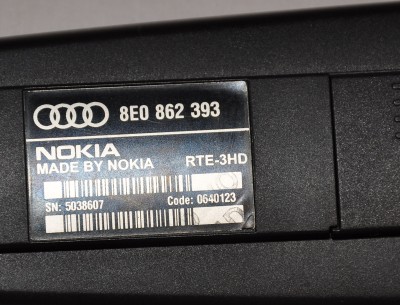 8E0 862 393
NOKIA
MADE BY NOKIA RTE-3HD
SN: 5038607 Code: 0640123